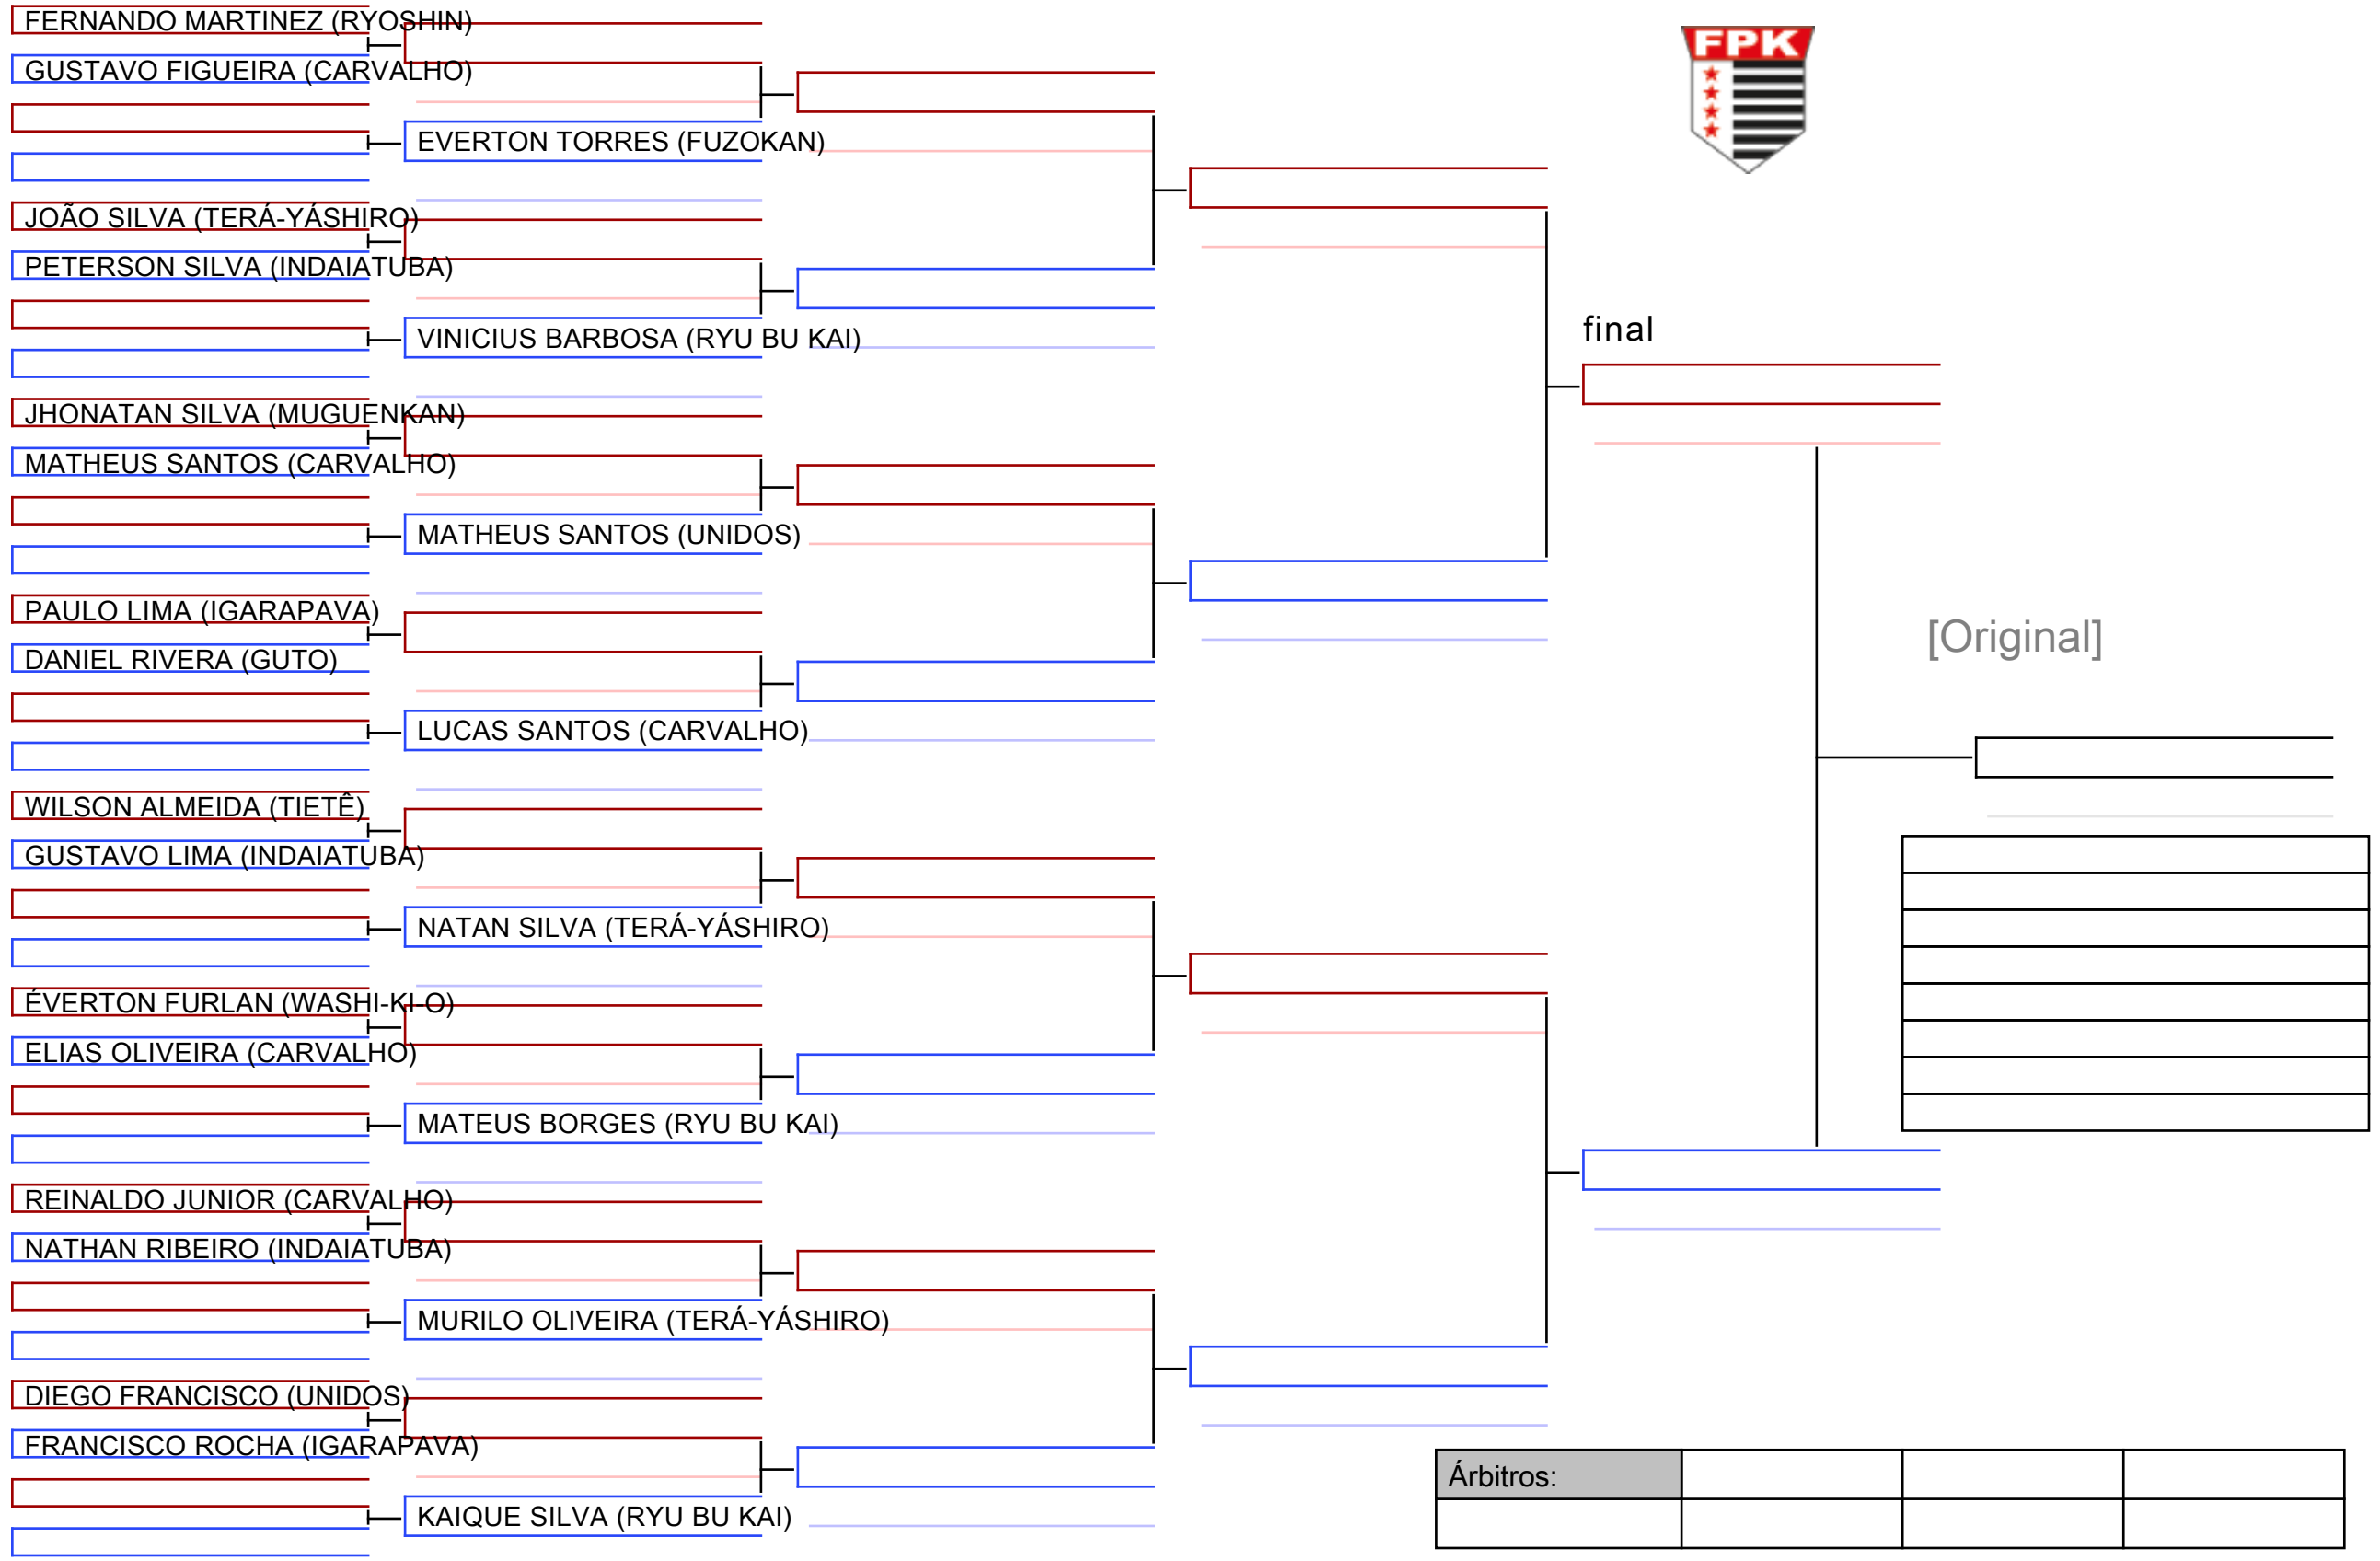 FERNANDO MARTINEZ (RYOSHIN)
GUSTAVO FIGUEIRA (CARVALHO)
EVERTON TORRES (FUZOKAN)
JOÃO SILVA (TERÁ-YÁSHIRO)
PETERSON SILVA (INDAIATUBA)
VINICIUS BARBOSA (RYU BU KAI)
JHONATAN SILVA (MUGUENKAN)
MATHEUS SANTOS (CARVALHO)
MATHEUS SANTOS (UNIDOS)
PAULO LIMA (IGARAPAVA)
DANIEL RIVERA (GUTO)
LUCAS SANTOS (CARVALHO)
WILSON ALMEIDA (TIETÊ)
GUSTAVO LIMA (INDAIATUBA)
NATAN SILVA (TERÁ-YÁSHIRO)
ÉVERTON FURLAN (WASHI-KI-O)
ELIAS OLIVEIRA (CARVALHO)
MATEUS BORGES (RYU BU KAI)
REINALDO JUNIOR (CARVALHO)
NATHAN RIBEIRO (INDAIATUBA)
MURILO OLIVEIRA (TERÁ-YÁSHIRO)
DIEGO FRANCISCO (UNIDOS)
FRANCISCO ROCHA (IGARAPAVA)
KAIQUE SILVA (RYU BU KAI)
FPK
final
[Original]
Árbitros: